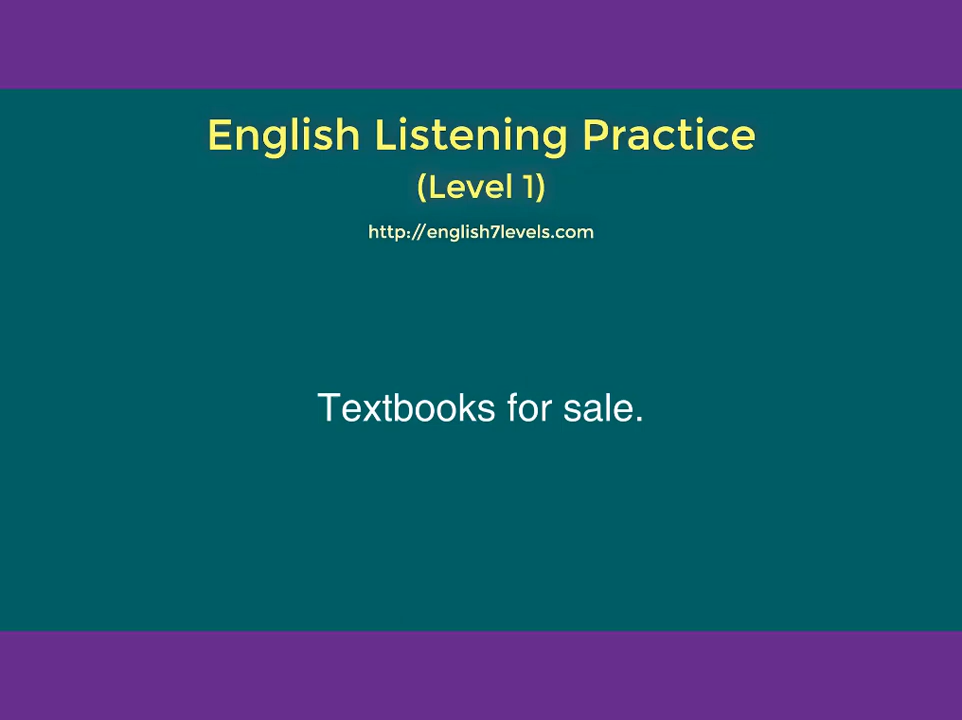 English Listening Practice
(Level 1)
http://english7levels.com
Textbooks for sale.